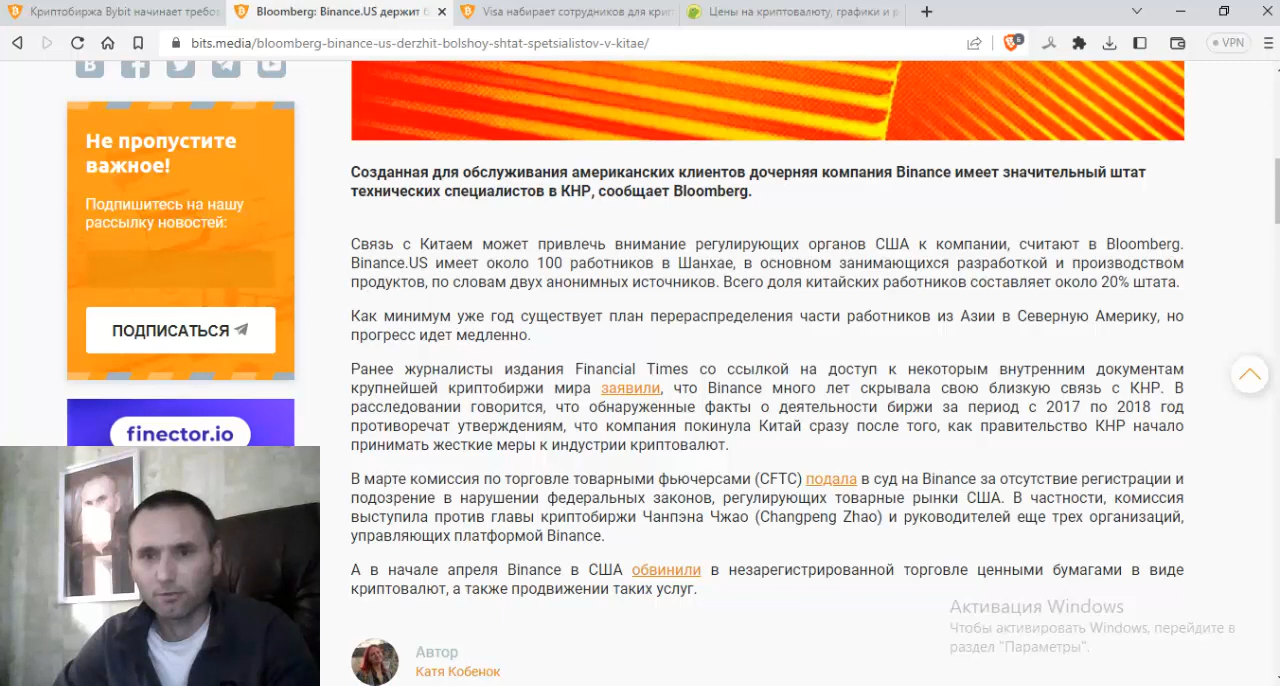 Криптобиржа Bybit начинает требов
Bloomberg: Binance.US держит б
Visa набирает сотрудников для крип
Цены на криптовалюту, графики и р
bits.media/bloomberg-binance-us-derzhit-bolshoy-shtat-spetsialistov-v-kitae/
6
VPN
Не пропустите
важное!
Подпишитесь на нашу
рассылку новостей:
ПОДПИСАТЬСЯ
finector.io
Созданная для обслуживания американских клиентов дочерняя компания Binance имеет значительный штат
технических специалистов в КНР, сообщает Bloomberg.
Связь с Китаем может привлечь внимание регулирующих органов США к компании, считают в Bloomberg.
Binance.US имеет около 100 работников в Шанхае, в основном занимающихся разработкой и производством
продуктов, по словам двух анонимных источников. Всего доля китайских работников составляет около 20% штата.
Как минимум уже год существует план перераспределения части работников из Азии в Северную Америку, но
прогресс идет медленно.
Ранее журналисты издания Financial Times со ссылкой на доступ к некоторым внутренним документам
крупнейшей криптобиржи мира заявили, что Binance много лет скрывала свою близкую связь с КНР. В
расследовании говорится, что обнаруженные факты о деятельности биржи за период с 2017 по 2018 год
противоречат утверждениям, что компания покинула Китай сразу после того, как правительство КНР начало
принимать жесткие меры к индустрии криптовалют.
В марте комиссия по торговле товарными фьючерсами (CFTC) подала в суд на Binance за отсутствие регистрации и
подозрение в нарушении федеральных законов, регулирующих товарные рынки США. В частности, комиссия
выступила против главы криптобиржи Чанпэна Чжао (Changpeng Zhao) и руководителей еще трех организаций,
управляющих платформой Binance.
А в начале апреля Binance в США обвинили в незарегистрированной торговле ценными бумагами в виде
криптовалют, а также продвижении таких услуг.
Активация Windows
Чтобы активировать Windows, перейдите в
раздел "Параметры".
Автор
Катя Кобенок